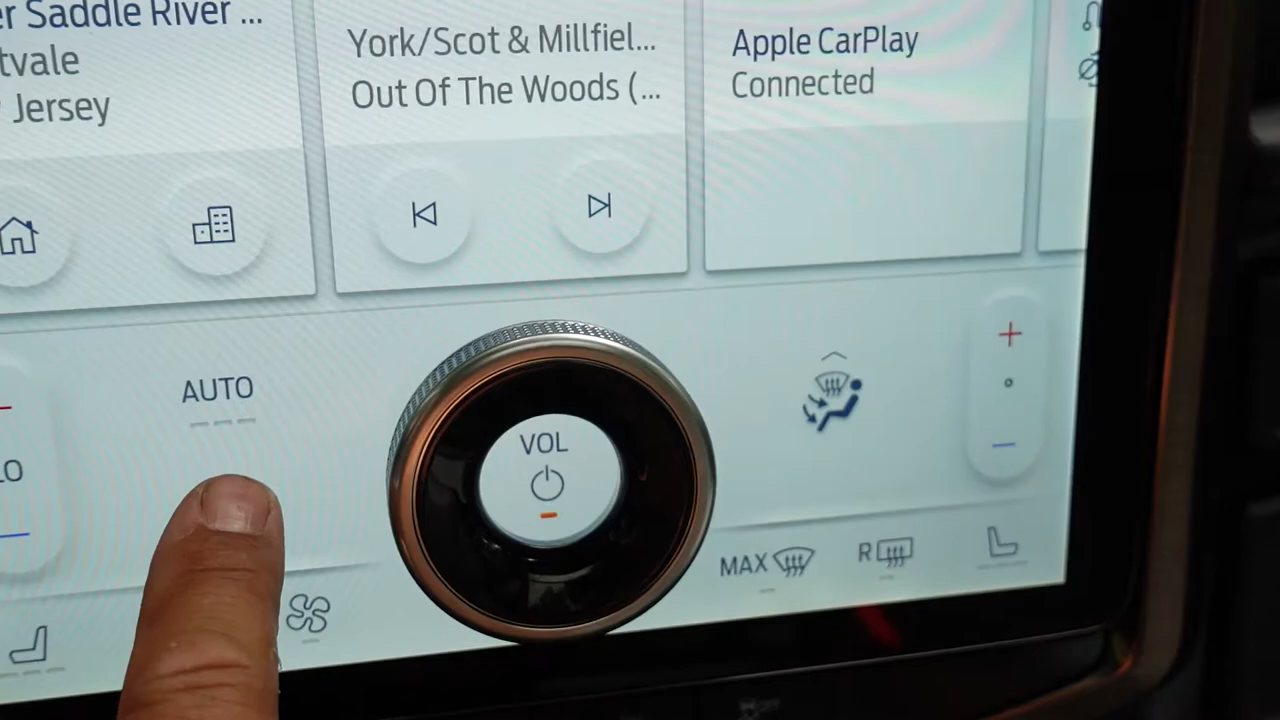 er Saddle River ...
tvale
Jersey
York/Scot & Millfiel...
Out Of The Woods (...
Apple CarPlay
Connected
AUTO
LO
VOL
MAX
R